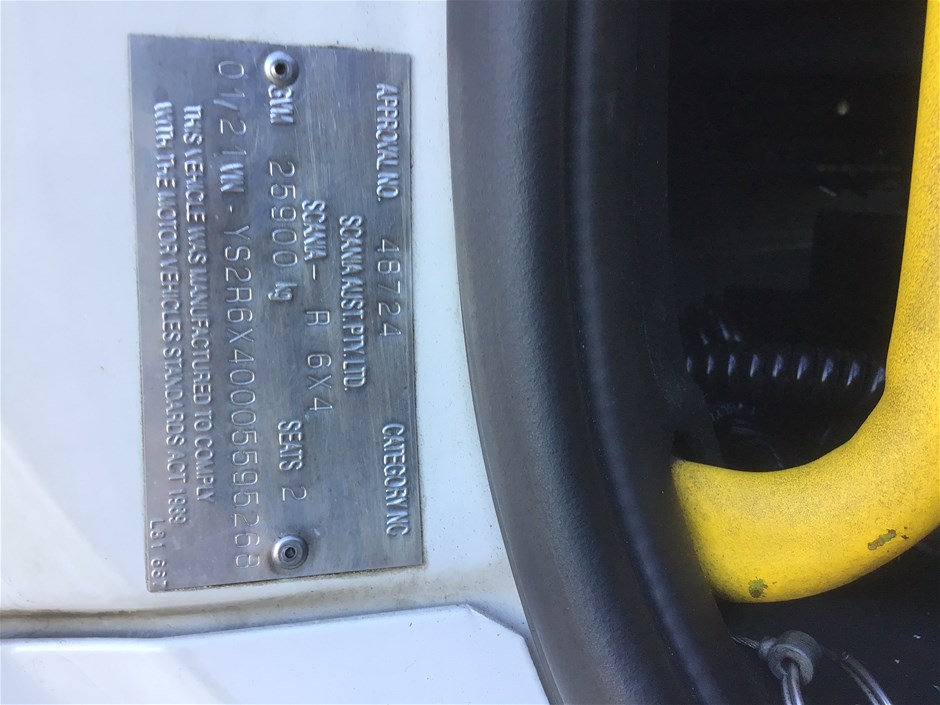 APPROVAL NO. 48724 CATEGORY NC
SCANIA AUST. PTY. LTD.
SCANIA - R 6X4
GVM 25900 kg SEATS 2
01/21 VIN - YS2R6X40005595268
THIS VEHICLE WAS MANUFACTURED TO COMPLY
WITH THE MOTOR VEHICLES STANDARDS ACT 1989